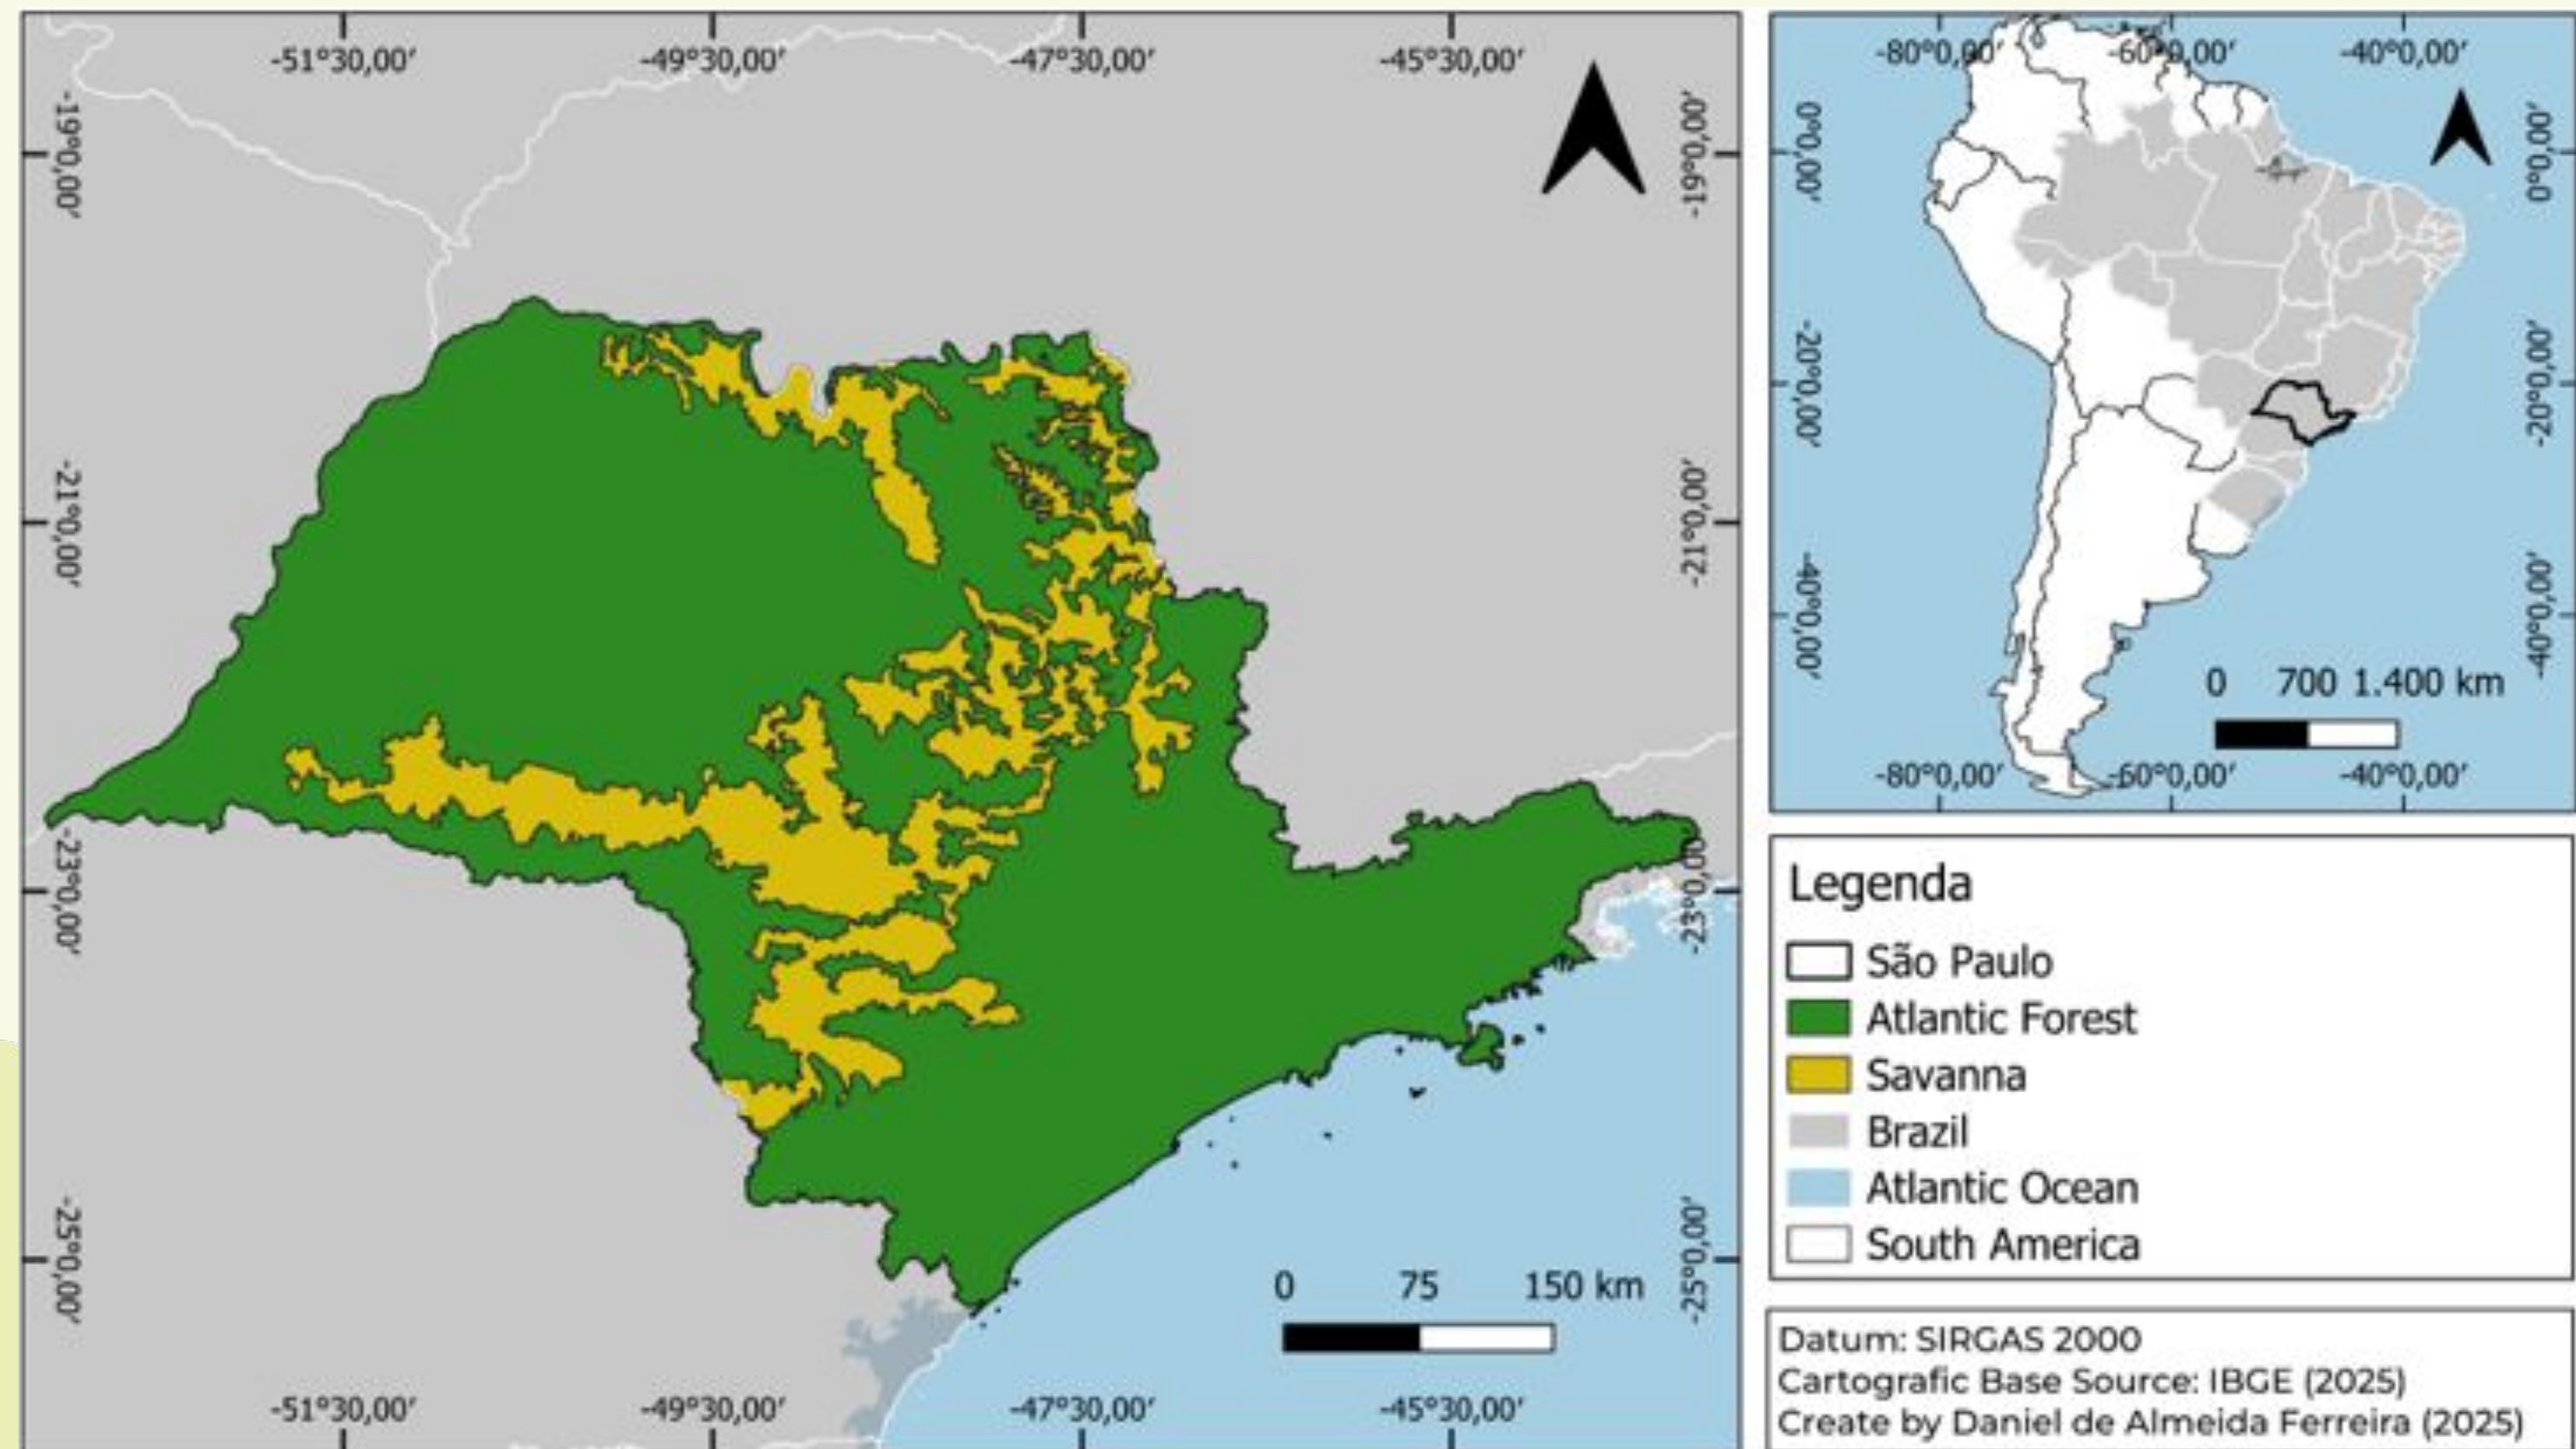 -51°30,00′ -49°30,00′ -47°30,00′ -45°30,00′
-19°0,00′ -19°0,00′
-21°0,00′ -21°0,00′
-23°0,00′ -23°0,00′
-25°0,00′ -25°0,00′
0 75 150 km
-51°30,00′ -49°30,00′ -47°30,00′ -45°30,00′
-80°0,00′ -60°0,00′ -40°0,00′
0°0,00′ 0°0,00′
-20°0,00′ -20°0,00′
-40°0,00′ -40°0,00′
0 700 1.400 km
-80°0,00′ -60°0,00′ -40°0,00′
Legenda
São Paulo
Atlantic Forest
Savanna
Brazil
Atlantic Ocean
South America
Datum: SIRGAS 2000
Cartografic Base Source: IBGE (2025)
Create by Daniel de Almeida Ferreira (2025)